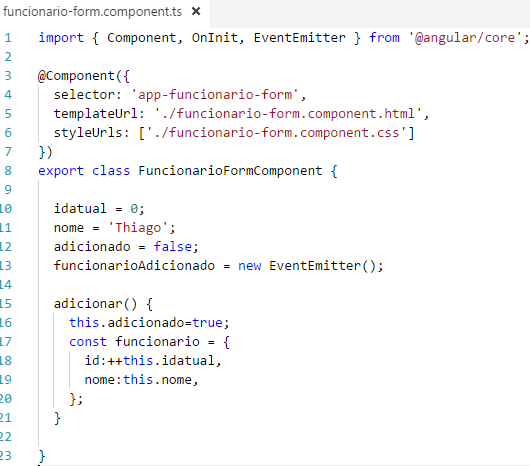 funcionario-form.component.ts ×
1 import { Component, OnInit, EventEmitter } from '@angular/core';
2
3 @Component({
4   selector: 'app-funcionario-form',
5   templateUrl: './funcionario-form.component.html',
6   styleUrls: ['./funcionario-form.component.css']
7 })
8 export class FuncionarioFormComponent {
9
10   idatual = 0;
11   nome = 'Thiago';
12   adicionado = false;
13   funcionarioAdicionado = new EventEmitter();
14
15   adicionar() {
16     this.adicionado=true;
17     const funcionario = {
18       id:++this.idatual,
19       nome:this.nome,
20     };
21   }
22
23 }